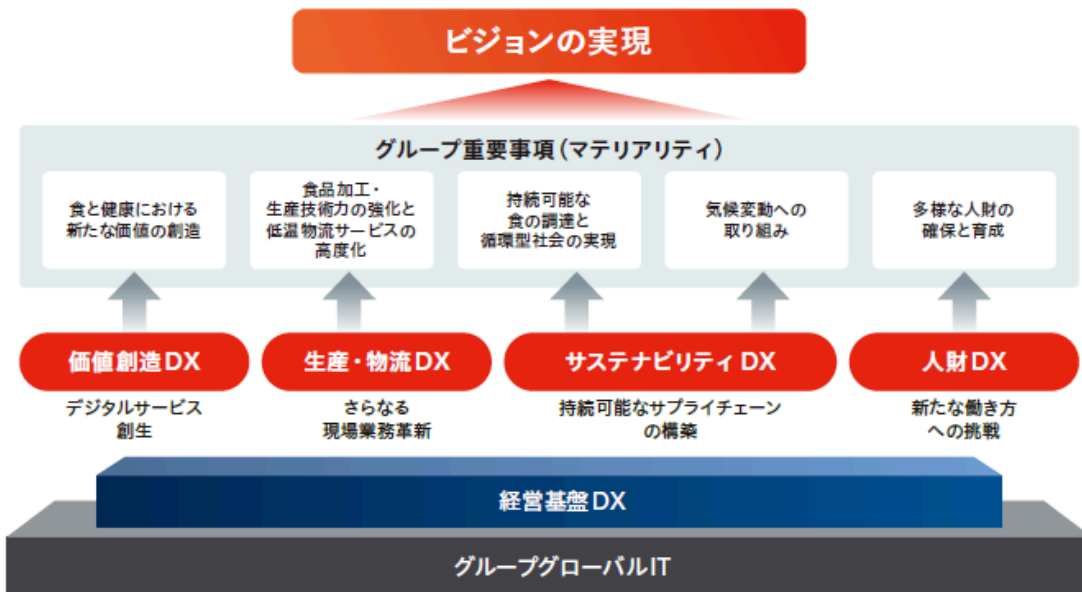 ビジョンの実現
グループ重要事項(マテリアリティ)
食と健康における
新たな価値の創造
食品加工・
生産技術力の強化と
低温物流サービスの
高度化
持続可能な
食の調達と
循環型社会の実現
気候変動への
取り組み
多様な人財の
確保と育成
価値創造DX
デジタルサービス
創生
生産・物流DX
さらなる
現場業務革新
サステナビリティDX
持続可能なサプライチェーン
の構築
人財DX
新たな働き方
への挑戦
経営基盤DX
グループグローバルIT